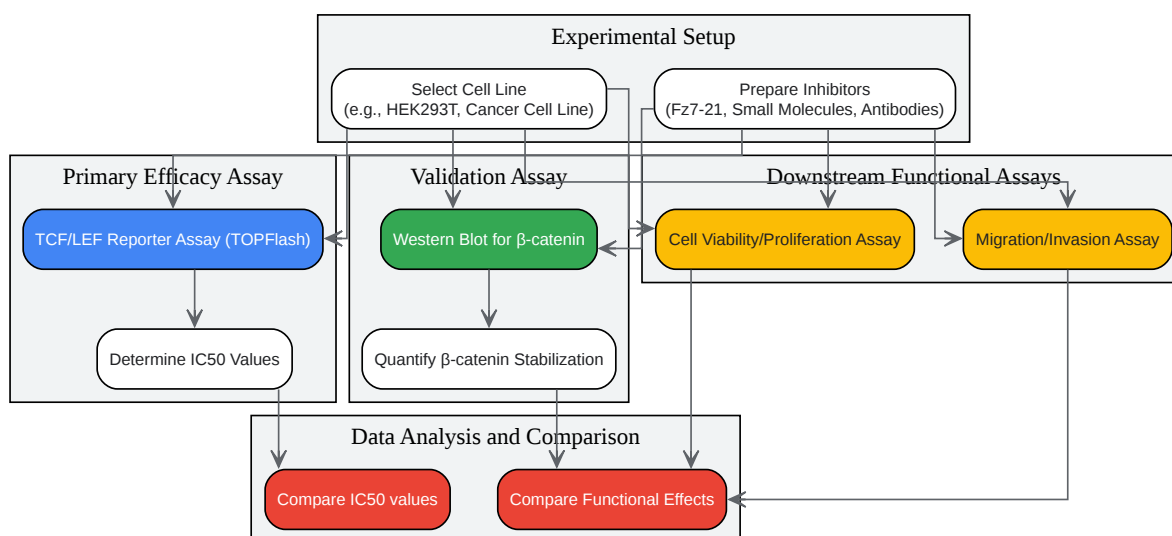 Experimental Setup
Select Cell Line
(e.g., HEK293T, Cancer Cell Line)
Prepare Inhibitors
(Fz7-21, Small Molecules, Antibodies)
Primary Efficacy Assay
Validation Assay
Downstream Functional Assays
TCF/LEF Reporter Assay (TOPFlash)
Western Blot for β-catenin
Cell Viability/Proliferation Assay
Migration/Invasion Assay
Determine IC50 Values
Quantify β-catenin Stabilization
Data Analysis and Comparison
Compare IC50 values
Compare Functional Effects